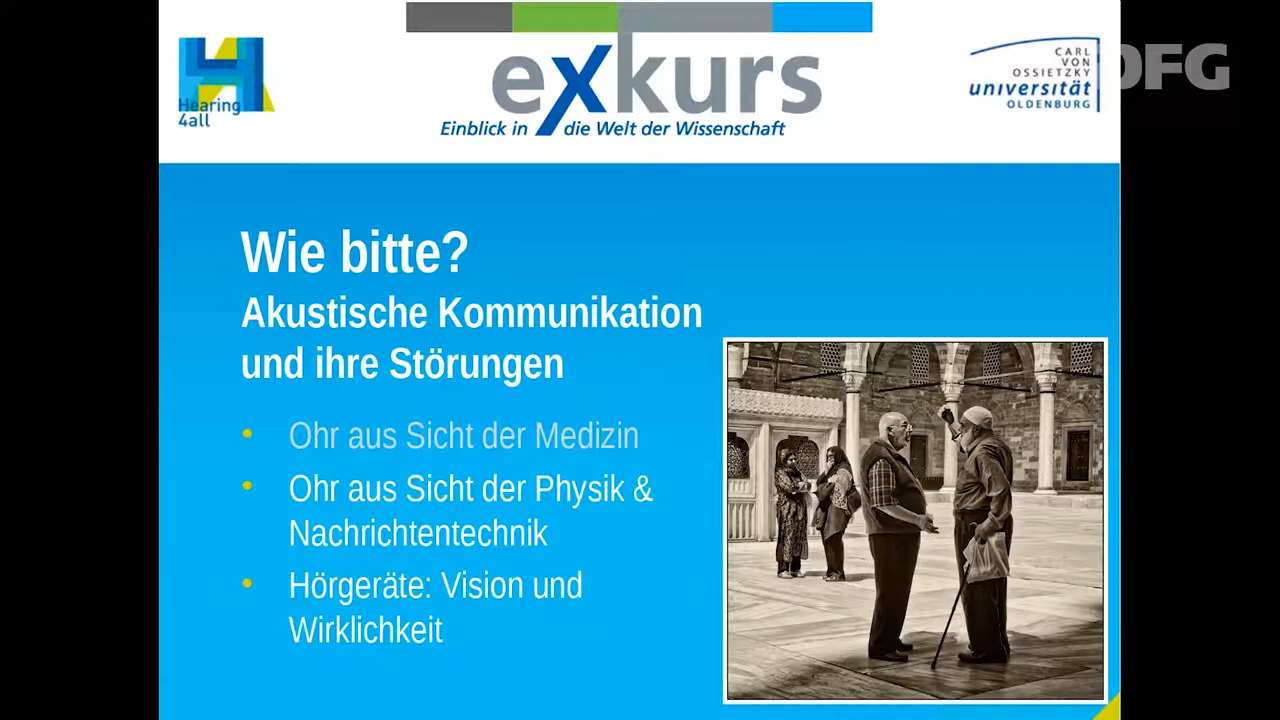 Hearing
4all
exkurs
Einblick in die Welt der Wissenschaft
CARL
VON
OSSIETZKY
universität
OLDENBURG
DFG
Wie bitte?
Akustische Kommunikation
und ihre Störungen
• Ohr aus Sicht der Medizin
• Ohr aus Sicht der Physik &
Nachrichtentechnik
• Hörgeräte: Vision und
Wirklichkeit